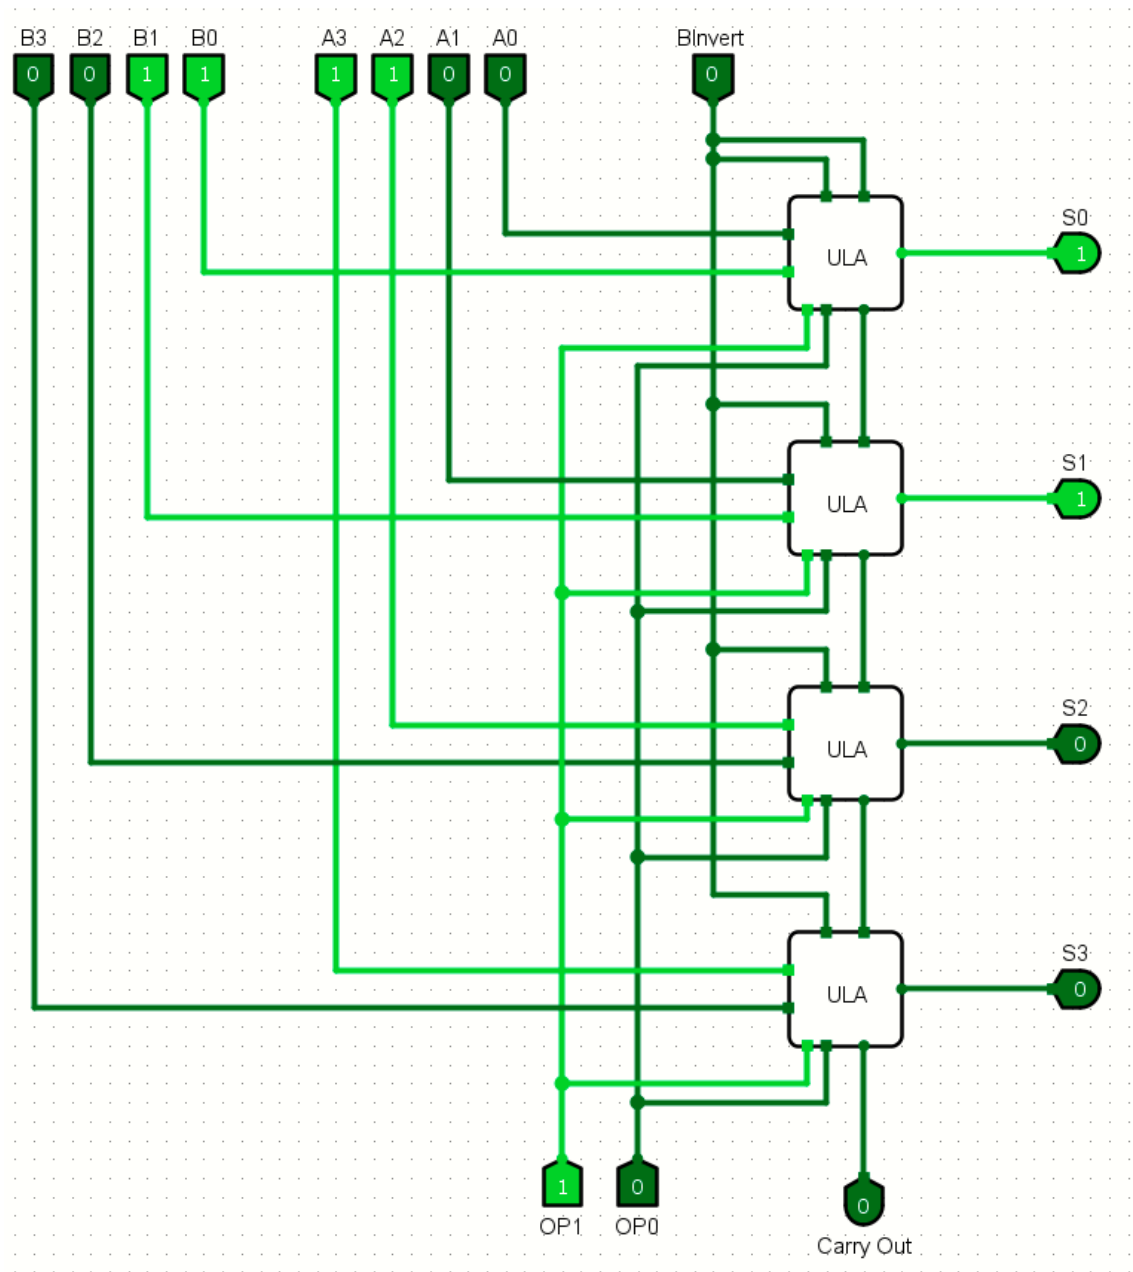 B3 B2 B1 B0 A3 A2 A1 A0 BInvert
0 0 1 1 1 1 0 0 0
S0
ULA 1
S1
ULA 1
S2
ULA 0
S3
ULA 0
1 0 0
OP1 OP0
Carry Out